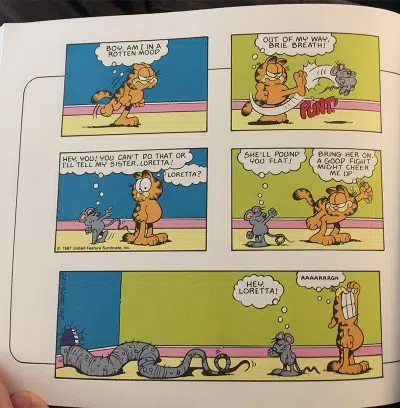 BOY, AM I IN A
ROTTEN MOOD
OUT OF MY WAY,
BRIE BREATH!
PUNT!
HEY, YOU! YOU CAN'T DO THAT OR
I'LL TELL MY SISTER, LORETTA!
LORETTA?
© 1987 United Feature Syndicate, Inc.
SHE'LL POUND
YOU FLAT!
BRING HER ON.
A GOOD FIGHT
MIGHT CHEER
ME UP
HEY,
LORETTA!
AAAARRRGH